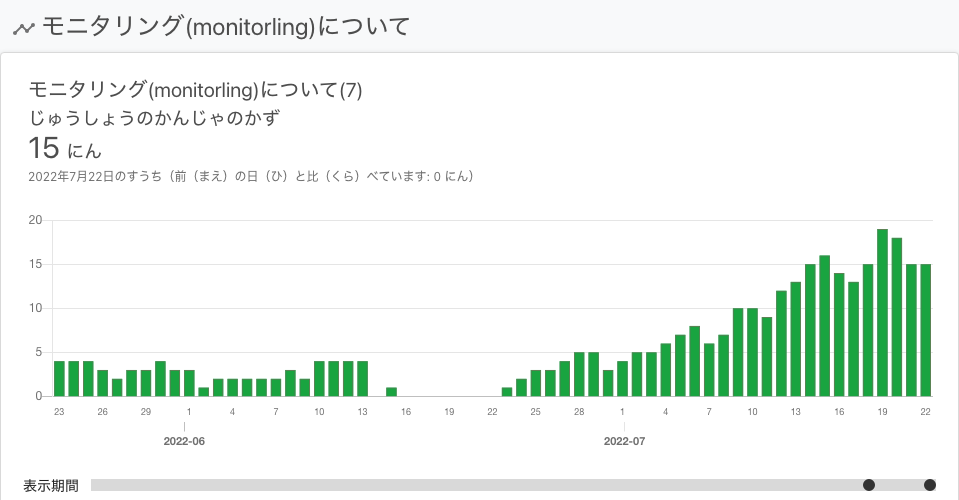 モニタリング(monitorling)について
モニタリング(monitorling)について(7)
じゅうしょうのかんじゃのかず
15 にん
2022年7月22日のすうち（前（まえ）の日（ひ）と比（くら）べています: 0 にん）
20
15
10
5
0
23 26 29 1 4 7 10 13 16 19 22 25 28 1 4 7 10 13 16 19 22
2022-06 2022-07
表示期間